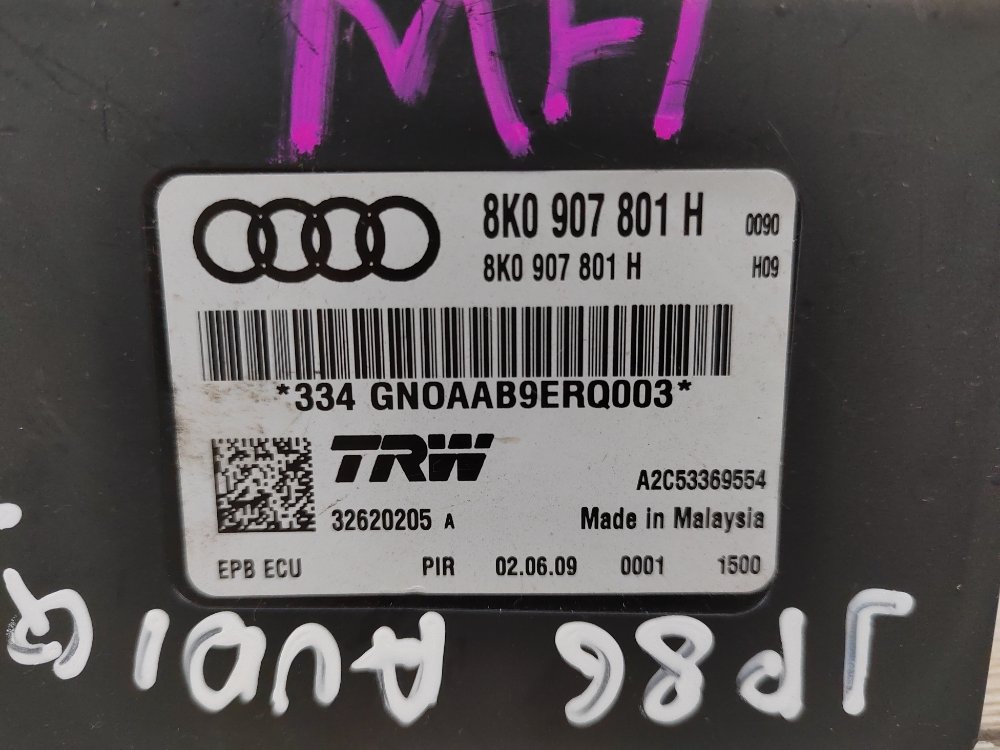 MH
8K0 907 801 H 0090
8K0 907 801 H H09
*334 GN0AAB9ERQ003*
TRW
A2C53369554
32620205 A Made in Malaysia
EPB ECU PIR 02.06.09 0001 1500
JP86 AUDI Q